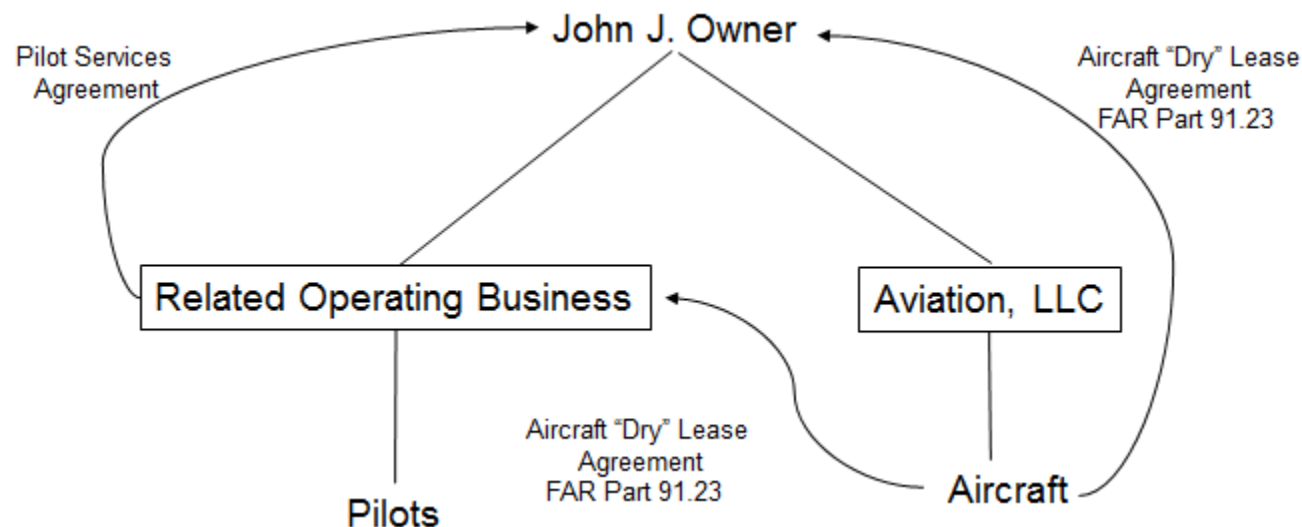 John J. Owner
Pilot Services
Agreement
Aircraft “Dry” Lease
Agreement
FAR Part 91.23
Related Operating Business
Aviation, LLC
Aircraft “Dry” Lease
Agreement
FAR Part 91.23
Aircraft
Pilots